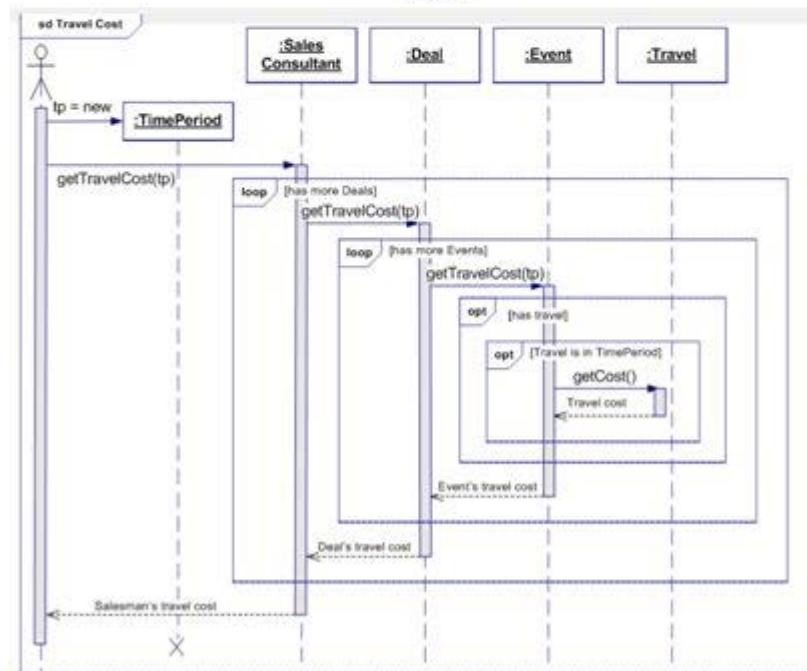 sd Travel Cost
:Sales
Consultant
:Deal
:Event
:Travel
tp = new
:TimePeriod
getTravelCost(tp)
loop
[has more Deals]
getTravelCost(tp)
loop
[has more Events]
getTravelCost(tp)
opt
[has travel]
opt
[Travel is in TimePeriod]
getCost()
Travel cost
Event's travel cost
Deal's travel cost
Salesman's travel cost